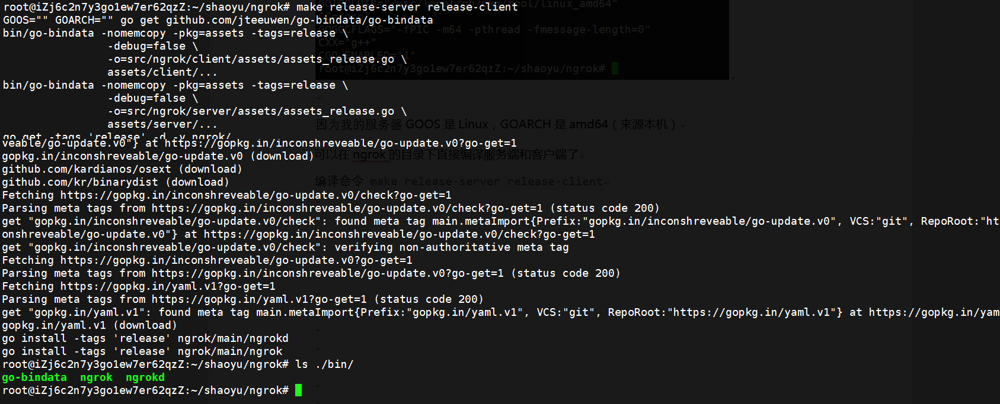 root@iZj6c2n7y3go1ew7er62qzZ:~/shaoyu/ngrok# make release-server release-client
GOOS="" GOARCH="" go get github.com/jteeuwen/go-bindata/go-bindata
bin/go-bindata -nomemcopy -pkg=assets -tags=release \
-debug=false \
-o=src/ngrok/client/assets/assets_release.go \
assets/client/...
bin/go-bindata -nomemcopy -pkg=assets -tags=release \
-debug=false \
-o=src/ngrok/server/assets/assets_release.go \
assets/server/...
go get -tags 'release' -d -v ngrok/
veable/go-update.v0"} at https://gopkg.in/inconshreveable/go-update.v0?go-get=1
gopkg.in/inconshreveable/go-update.v0 (download)
github.com/kardianos/osext (download)
github.com/kr/binarydist (download)
Fetching https://gopkg.in/inconshreveable/go-update.v0/check?go-get=1
Parsing meta tags from https://gopkg.in/inconshreveable/go-update.v0/check?go-get=1 (status code 200)
get "gopkg.in/inconshreveable/go-update.v0/check": found meta tag main.metaImport{Prefix:"gopkg.in/inconshreveable/go-update.v0", VCS:"git", RepoRoot:"ht
onshreveable/go-update.v0"} at https://gopkg.in/inconshreveable/go-update.v0/check?go-get=1
get "gopkg.in/inconshreveable/go-update.v0/check": verifying non-authoritative meta tag
Fetching https://gopkg.in/inconshreveable/go-update.v0?go-get=1
Parsing meta tags from https://gopkg.in/inconshreveable/go-update.v0?go-get=1 (status code 200)
Fetching https://gopkg.in/yaml.v1?go-get=1
Parsing meta tags from https://gopkg.in/yaml.v1?go-get=1 (status code 200)
get "gopkg.in/yaml.v1": found meta tag main.metaImport{Prefix:"gopkg.in/yaml.v1", VCS:"git", RepoRoot:"https://gopkg.in/yaml.v1"} at https://gopkg.in/yam
gopkg.in/yaml.v1 (download)
go install -tags 'release' ngrok/main/ngrokd
go install -tags 'release' ngrok/main/ngrok
root@iZj6c2n7y3go1ew7er62qzZ:~/shaoyu/ngrok# ls ./bin/
go-bindata ngrok ngrokd
root@iZj6c2n7y3go1ew7er62qzZ:~/shaoyu/ngrok#
-fPIC -m64 -pthread -fmessage-length=0"
CXX="g++"
CGO_ENABLED="1"
root@iZj6c2n7y3go1ew7er62qzZ:~/shaoyu/ngrok#
因为我的服务器 GOOS 是 Linux，GOARCH 是 amd64（来源本机）
可以在 ngrok 的目录下直接编译服务端和客户端了
编译命令 make release-server release-client